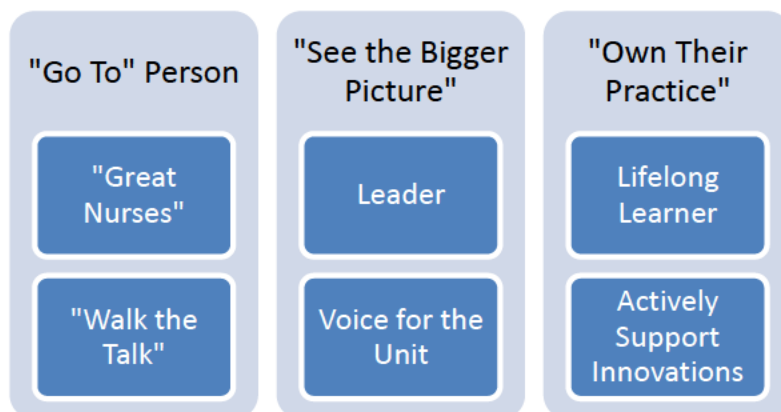 "Go To" Person
"Great
Nurses"
"Walk the
Talk"
"See the Bigger
Picture"
Leader
Voice for the
Unit
"Own Their
Practice"
Lifelong
Learner
Actively
Support
Innovations